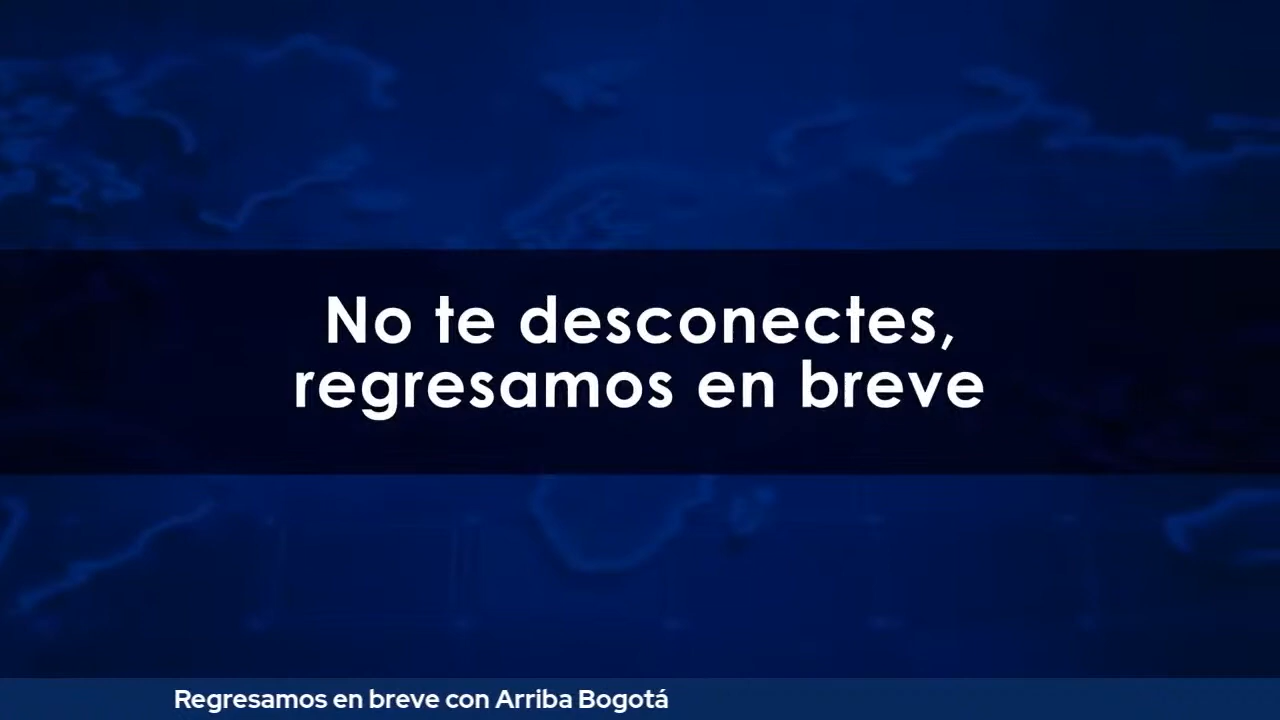 No te desconectes,
regresamos en breve
Regresamos en breve con Arriba Bogotá